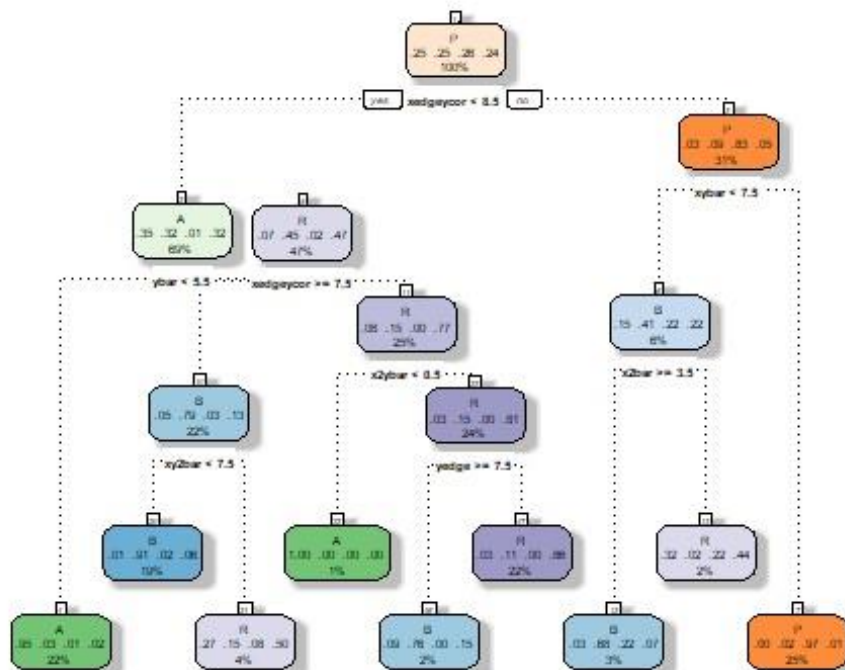 P
.25 .25 .26 .24
100%
yes xedgeycor < 8.5 no
P
.03 .09 .83 .05
31%
xybar < 7.5
A
.35 .32 .01 .32
69%
R
.07 .45 .02 .47
47%
ybar < 5.5 xedgeycor >= 7.5
R
.08 .15 .00 .77
25%
B
.15 .41 .22 .22
6%
x2ybar < 0.5
x2bar >= 3.5
B
.05 .79 .03 .13
22%
R
.03 .15 .00 .81
24%
xy2bar < 7.5
yedge >= 7.5
B
.01 .91 .02 .06
19%
A
1.00 .00 .00 .00
1%
R
.03 .11 .00 .86
22%
R
.32 .02 .22 .44
2%
A
.95 .03 .01 .02
22%
R
.27 .15 .08 .50
4%
B
.09 .76 .00 .15
2%
B
.03 .68 .22 .07
3%
P
.00 .02 .97 .01
25%